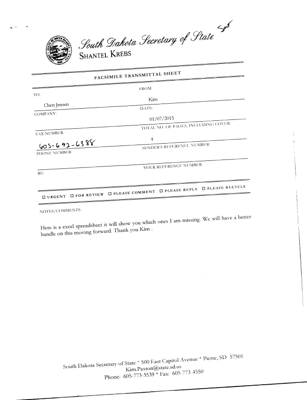 South Dakota Secretary of State
SHANTEL KREBS
FACSIMILE TRANSMITTAL SHEET
TO:
FROM:
Cheri Jensen
Kim
COMPANY:
DATE:
01/07/2015
FAX NUMBER
TOTAL NO. OF PAGES, INCLUDING COVER
605-692-6388
4
PHONE NUMBER
SENDER'S REFERENCE NUMBER
RE:
YOUR REFERENCE NUMBER
☐ URGENT ☐ FOR REVIEW ☐ PLEASE COMMENT ☐ PLEASE REPLY ☐ PLEASE RECYCLE
NOTES/COMMENTS:
Here is a excel spreadsheet it will show you which ones I am missing. We will have a better
handle on this moving forward. Thank you Kim .
South Dakota Secretary of State * 500 East Capitol Avenue * Pierre, SD 57501
Kim.Paxton@state.sd.us
Phone: 605-773-3539 * Fax: 605-773-4550